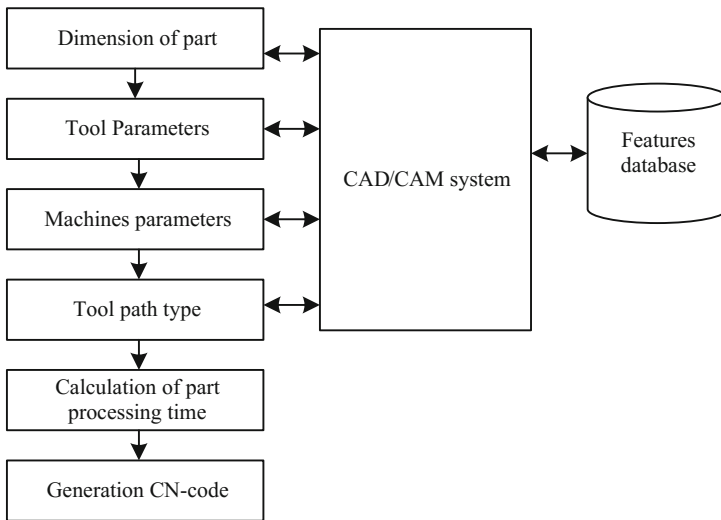 Dimension of part
Tool Parameters
Machines parameters
Tool path type
Calculation of part
processing time
Generation CN-code
CAD/CAM system
Features
database